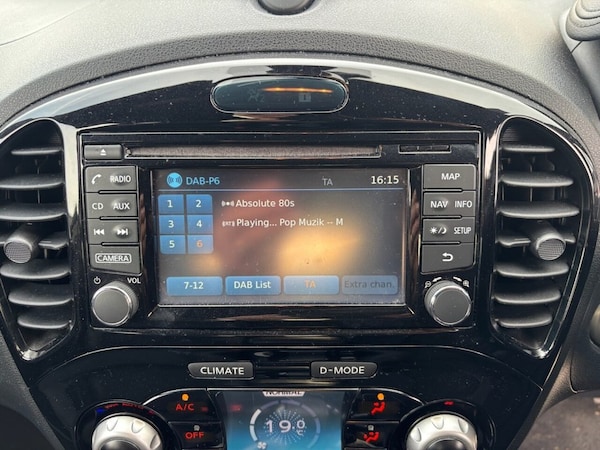 DAB-P6 TA 16:15
RADIO 1 2 Absolute 80s MAP
CD AUX 3 4 Playing... Pop Muzik -- M NAV INFO
5 6 SETUP
CAMERA
VOL 7-12 DAB List TA Extra chan.
CLIMATE D-MODE
NORMAL
A/C
19.0
OFF